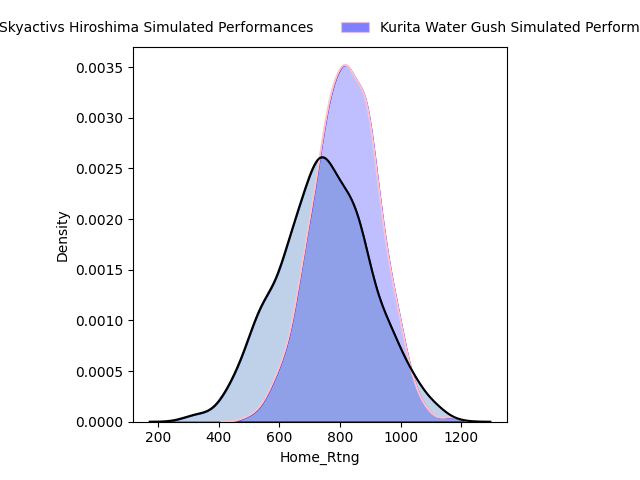 Skyactivs Hiroshima Simulated Performances
Kurita Water Gush Simulated Perform
0.0035
0.0030
0.0025
0.0020
0.0015
0.0010
0.0005
0.0000
Density
200 400 600 800 1000 1200
Home_Rtng